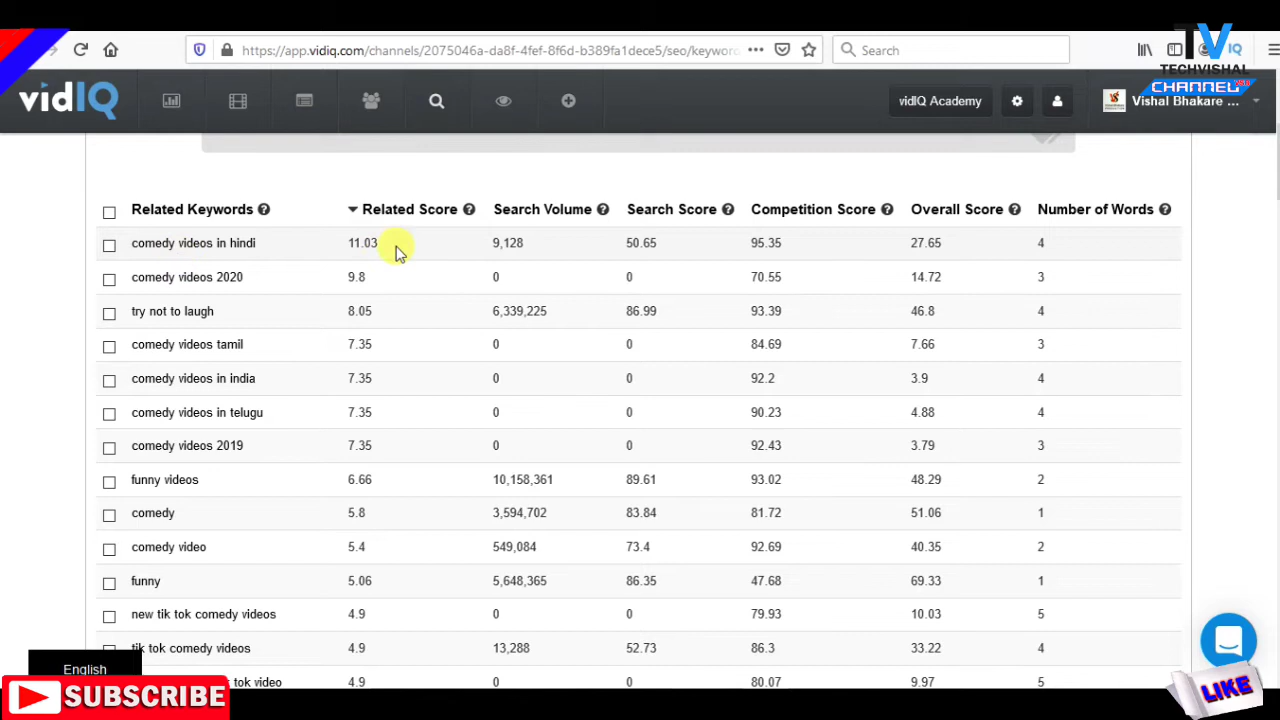 https://app.vidiq.com/channels/2075046a-da8f-4fef-8f6d-b389fa1dece5/seo/keywo
Search
TV
TECHVISHAL
CHANNEL
vidIQ
vidIQ Academy
Vishal Bhakare ...
Related Keywords Related Score Search Volume Search Score Competition Score Overall Score Number of Words
comedy videos in hindi 11.03 9,128 50.65 95.35 27.65 4
comedy videos 2020 9.8 0 0 70.55 14.72 3
try not to laugh 8.05 6,339,225 86.99 93.39 46.8 4
comedy videos tamil 7.35 0 0 84.69 7.66 3
comedy videos in india 7.35 0 0 92.2 3.9 4
comedy videos in telugu 7.35 0 0 90.23 4.88 4
comedy videos 2019 7.35 0 0 92.43 3.79 3
funny videos 6.66 10,158,361 89.61 93.02 48.29 2
comedy 5.8 3,594,702 83.84 81.72 51.06 1
comedy video 5.4 549,084 73.4 92.69 40.35 2
funny 5.06 5,648,365 86.35 47.68 69.33 1
new tik tok comedy videos 4.9 0 0 79.93 10.03 5
tik tok comedy videos 4.9 13,288 52.73 86.3 33.22 4
English
tok video 4.9 0 0 80.07 9.97 5
SUBSCRIBE
LIKE